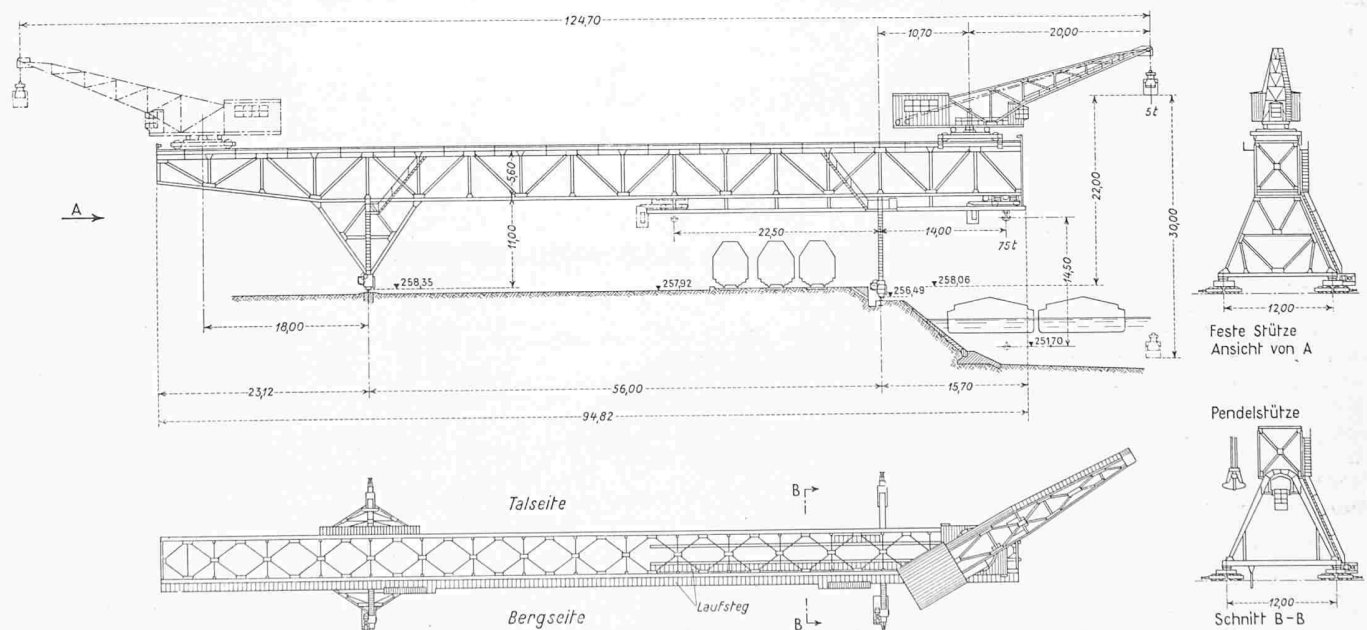 124,70
10,70
20,00
5t
A
5,60
11,00
22,00
30,00
22,50
14,00
75t
14,50
258,35
257,92
256,49
258,06
251,70
18,00
12,00
Feste Stütze
Ansicht von A
23,12
56,00
15,70
94,82
Pendelstütze
Talseite
B
Laufsteg
Bergseite
B
12,00
Schnitt B-B